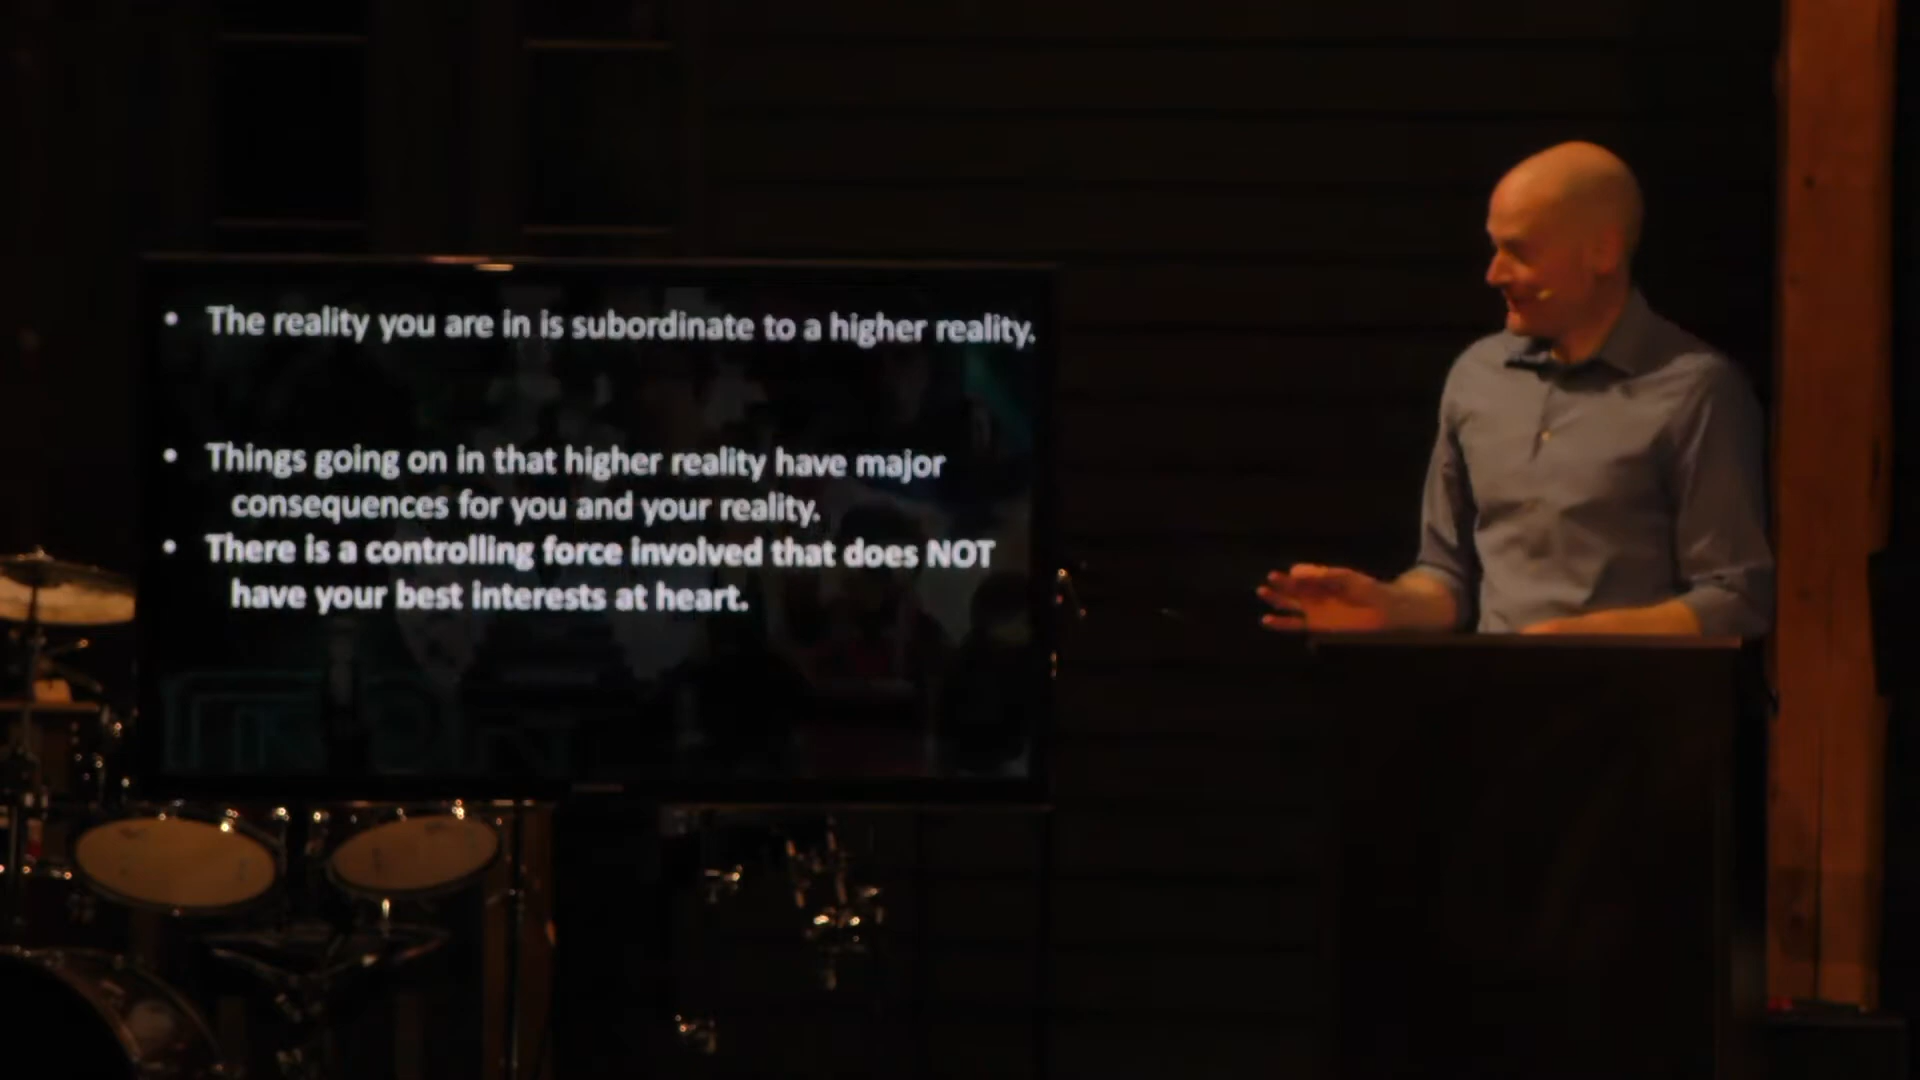 • The reality you are in is subordinate to a higher reality.
• Things going on in that higher reality have major
consequences for you and your reality.
• There is a controlling force involved that does NOT
have your best interests at heart.
TRON